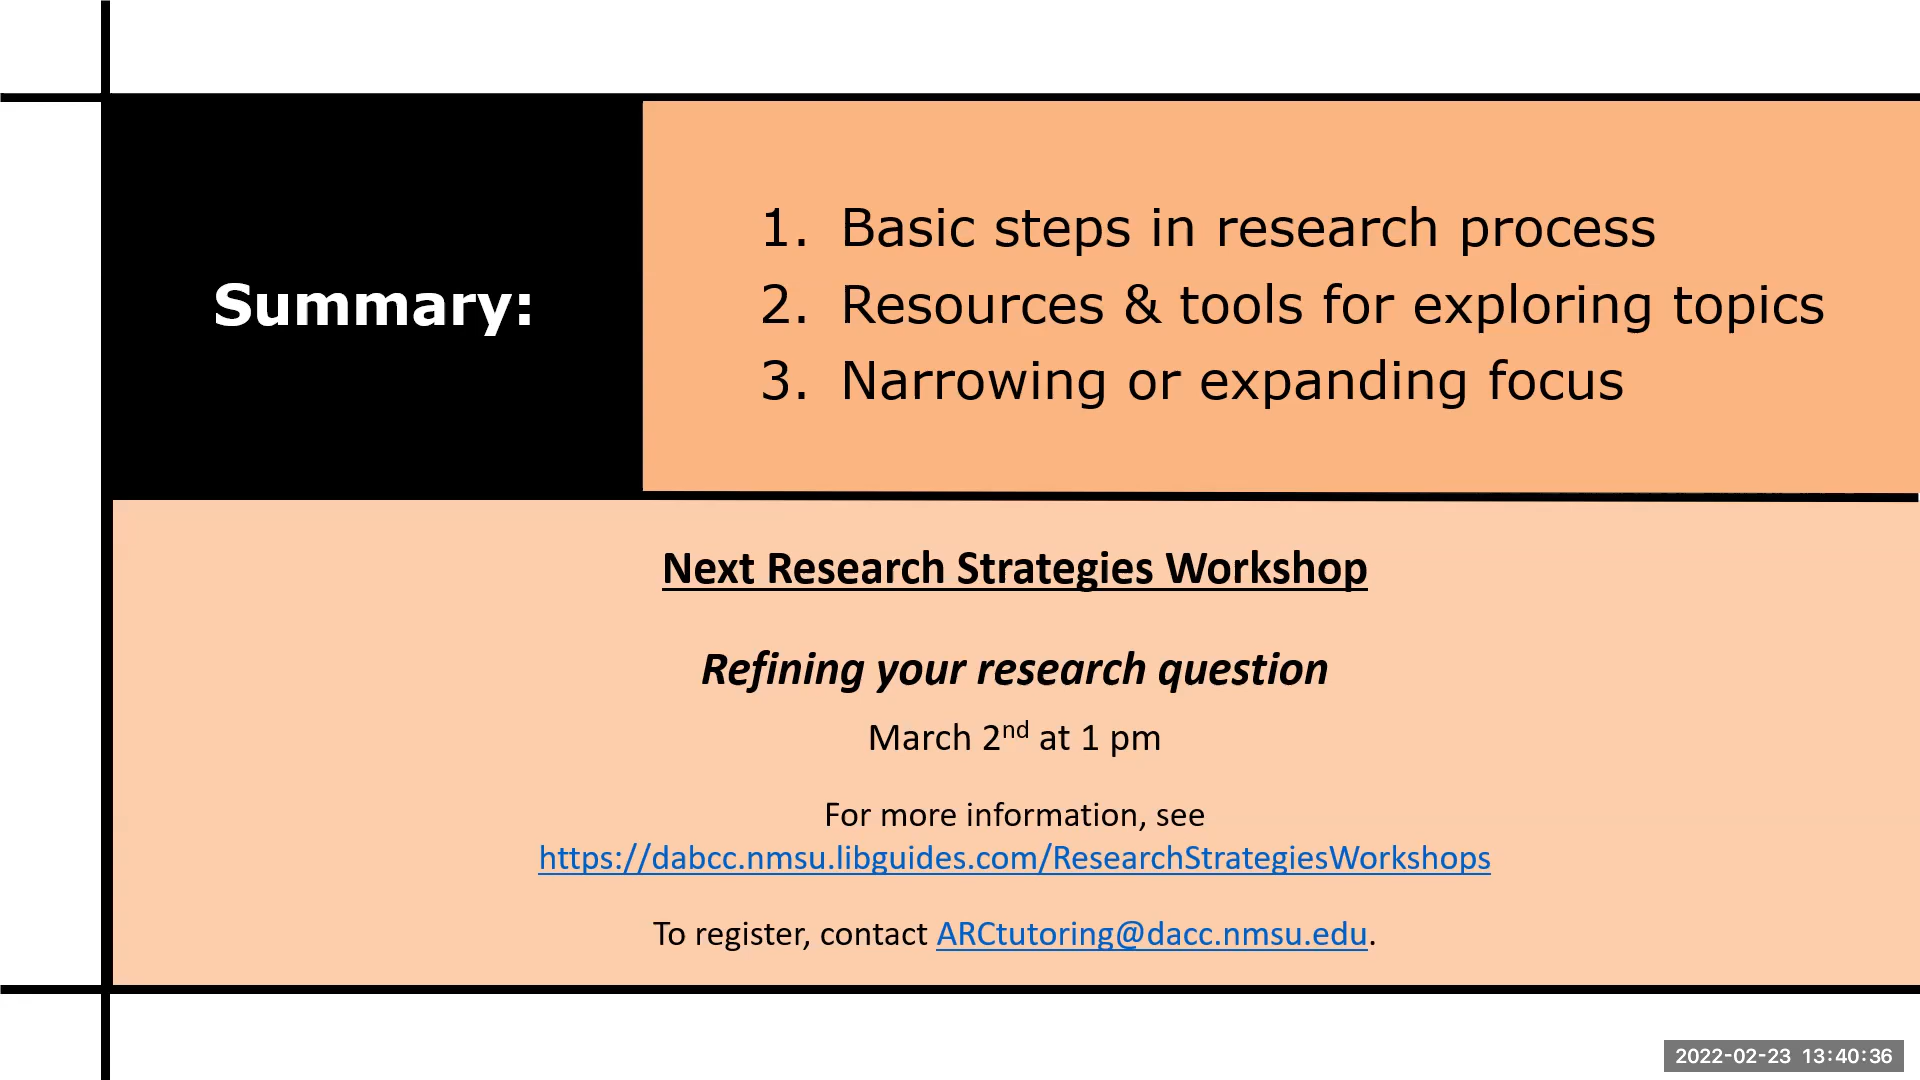 Summary:
1. Basic steps in research process
2. Resources & tools for exploring topics
3. Narrowing or expanding focus
Next Research Strategies Workshop
Refining your research question
March 2nd at 1 pm
For more information, see
https://dabcc.nmsu.libguides.com/ResearchStrategiesWorkshops
To register, contact ARCtutoring@dacc.nmsu.edu.
2022-02-23 13:40:36